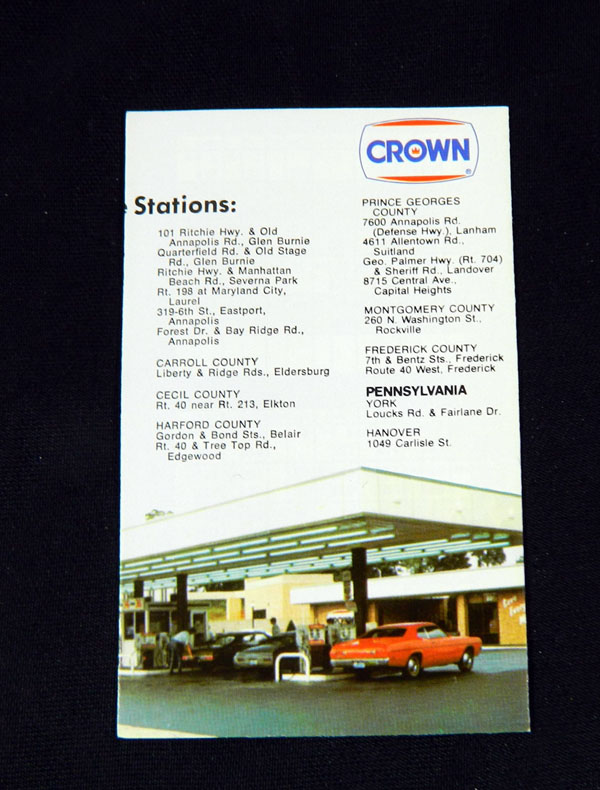 CROWN
®
Stations:
101 Ritchie Hwy. & Old
Annapolis Rd., Glen Burnie
Quarterfield Rd. & Old Stage
Rd., Glen Burnie
Ritchie Hwy. & Manhattan
Beach Rd., Severna Park
Rt. 198 at Maryland City,
Laurel
319-6th St., Eastport,
Annapolis
Forest Dr. & Bay Ridge Rd.,
Annapolis
CARROLL COUNTY
Liberty & Ridge Rds., Eldersburg
CECIL COUNTY
Rt. 40 near Rt. 213, Elkton
HARFORD COUNTY
Gordon & Bond Sts., Belair
Rt. 40 & Tree Top Rd.,
Edgewood
PRINCE GEORGES
COUNTY
7600 Annapolis Rd.
(Defense Hwy.), Lanham
4611 Allentown Rd.,
Suitland
Geo. Palmer Hwy. (Rt. 704)
& Sheriff Rd., Landover
8715 Central Ave.,
Capital Heights
MONTGOMERY COUNTY
260 N. Washington St.,
Rockville
FREDERICK COUNTY
7th & Bentz Sts., Frederick
Route 40 West, Frederick
PENNSYLVANIA
YORK
Loucks Rd. & Fairlane Dr.
HANOVER
1049 Carlisle St.